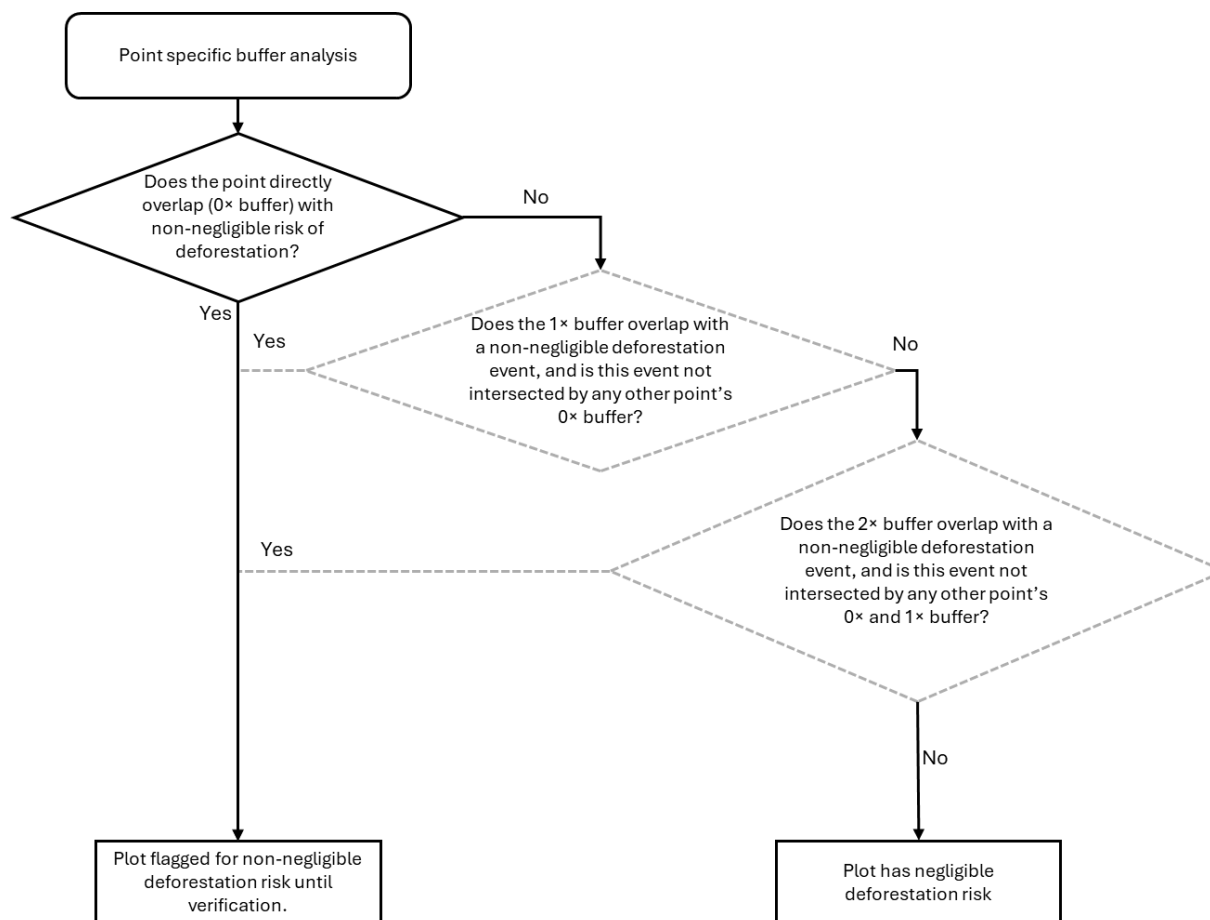 Point specific buffer analysis
Does the point directly
overlap (0× buffer) with
non-negligible risk of
deforestation?
No
Yes
Yes
Does the 1× buffer overlap with
a non-negligible deforestation
event, and is this event not
intersected by any other point’s
0× buffer?
No
Yes
Does the 2× buffer overlap with a
non-negligible deforestation
event, and is this event not
intersected by any other point’s
0× and 1× buffer?
No
Plot flagged for non-negligible
deforestation risk until
verification.
Plot has negligible
deforestation risk